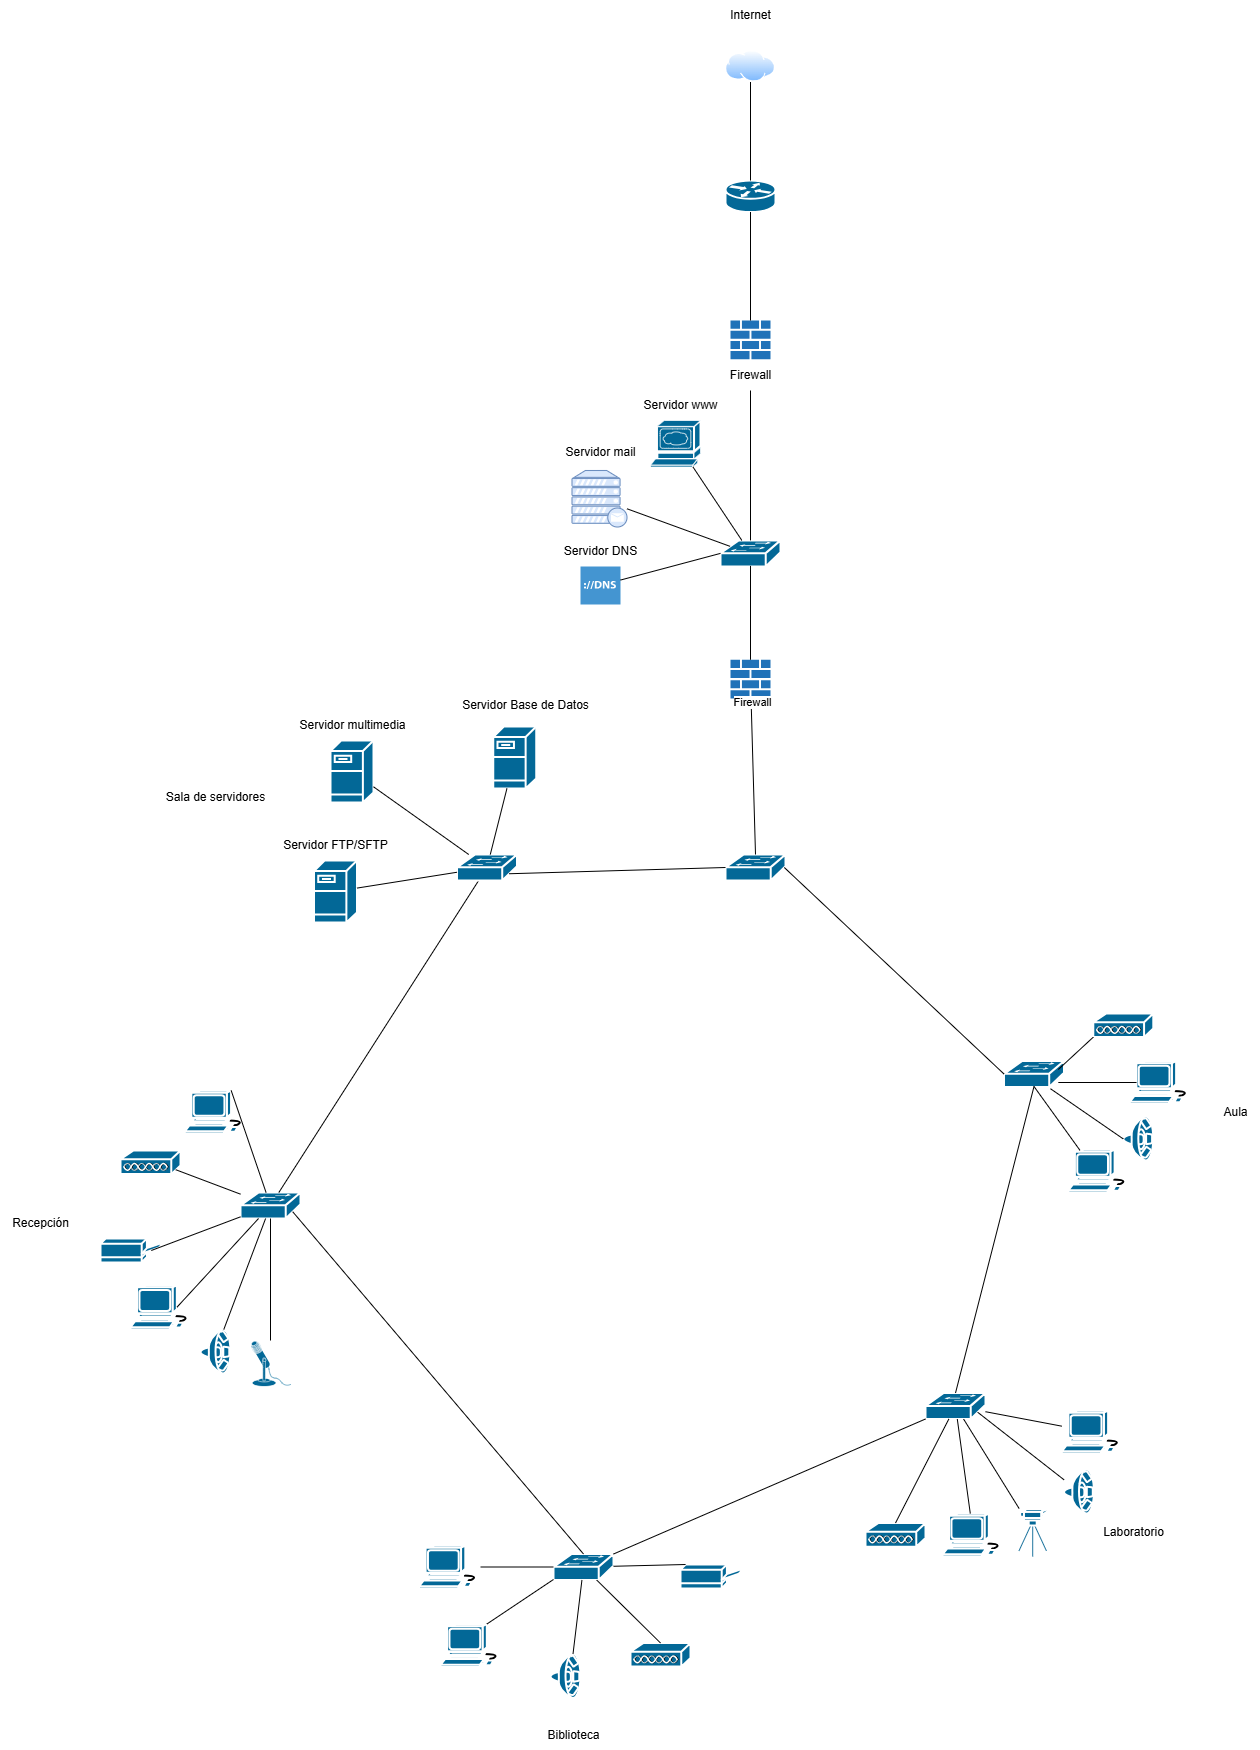 Internet
Firewall
Servidor www
Servidor mail
Servidor DNS
://DNS
Firewall
Servidor Base de Datos
Servidor multimedia
Sala de servidores
Servidor FTP/SFTP
Aula
Recepción
Laboratorio
Biblioteca